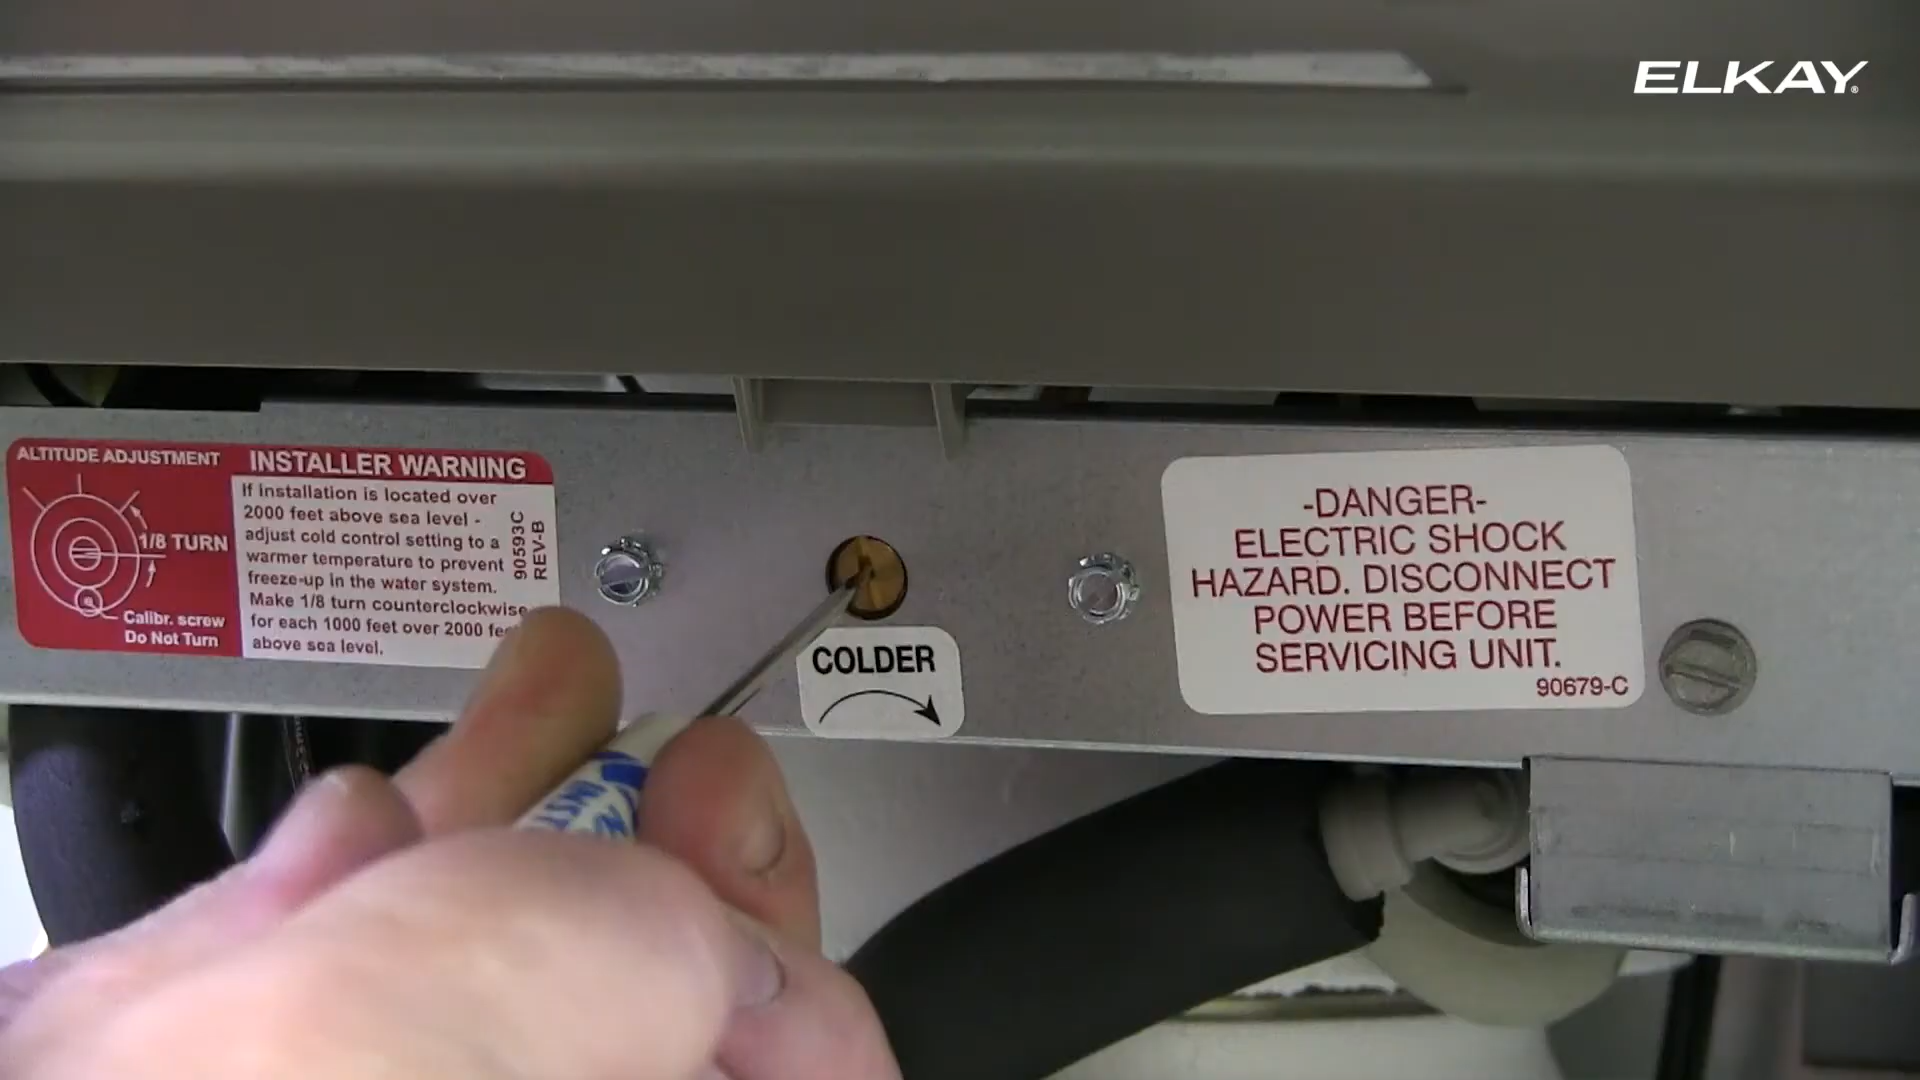 ELKAY
ALTITUDE ADJUSTMENT
1/8 TURN
Calibr. screw
Do Not Turn
INSTALLER WARNING
If installation is located over
2000 feet above sea level -
adjust cold control setting to a
warmer temperature to prevent
freeze-up in the water system.
Make 1/8 turn counterclockwise
for each 1000 feet over 2000
above sea level.
90593C
REV-B
COLDER
-DANGER-
ELECTRIC SHOCK
HAZARD. DISCONNECT
POWER BEFORE
SERVICING UNIT.
90679-C